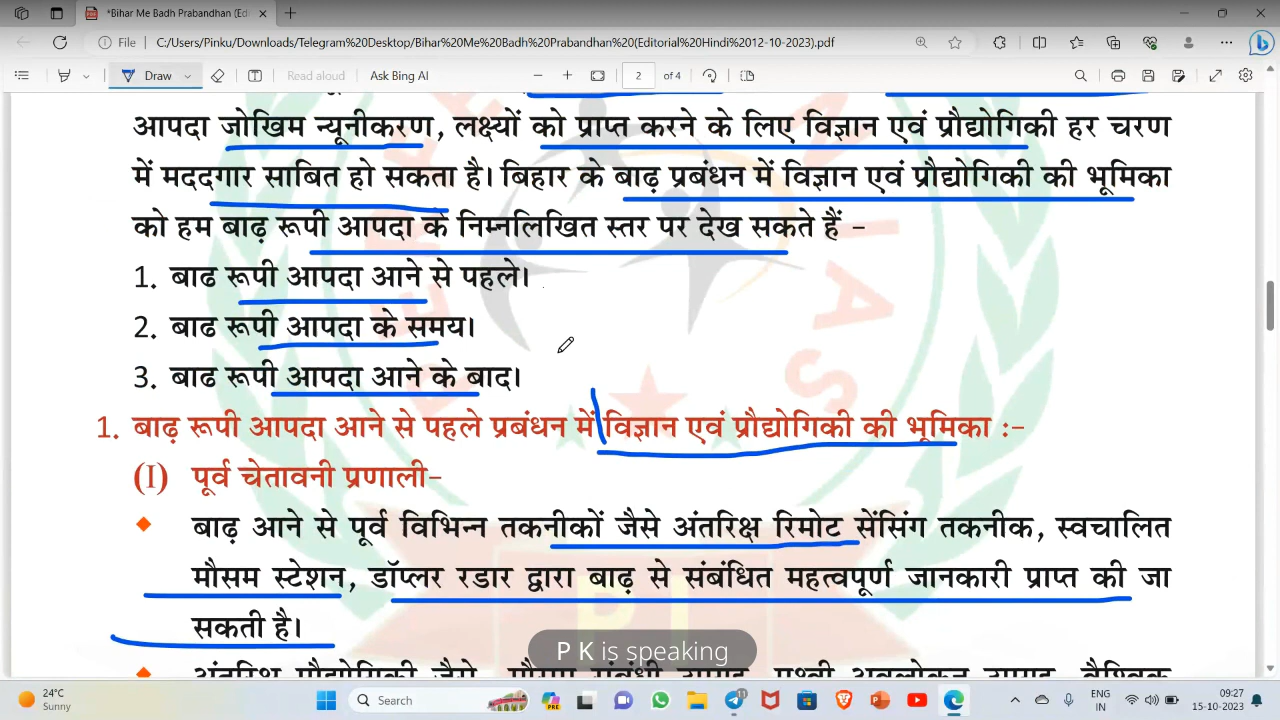 *Bihar Me Badh Prabandhan (Edi
File C:/Users/Pinku/Downloads/Telegram%20Desktop/Bihar%20Me%20Badh%20Prabandhan%20(Editorial%20Hindi%2012-10-2023).pdf
Draw Read aloud Ask Bing AI 2 of 4
आपदा जोखिम न्यूनीकरण, लक्ष्यों को प्राप्त करने के लिए विज्ञान एवं प्रौद्योगिकी हर चरण
में मददगार साबित हो सकता है। बिहार के बाढ़ प्रबंधन में विज्ञान एवं प्रौद्योगिकी की भूमिका
को हम बाढ़ रूपी आपदा के निम्नलिखित स्तर पर देख सकते हैं –
1. बाढ रूपी आपदा आने से पहले।
2. बाढ रूपी आपदा के समय।
3. बाढ रूपी आपदा आने के बाद।
1. बाढ़ रूपी आपदा आने से पहले प्रबंधन में विज्ञान एवं प्रौद्योगिकी की भूमिका :–
(I) पूर्व चेतावनी प्रणाली–
बाढ़ आने से पूर्व विभिन्न तकनीकों जैसे अंतरिक्ष रिमोट सेंसिंग तकनीक, स्वचालित
मौसम स्टेशन, डॉप्लर रडार द्वारा बाढ़ से संबंधित महत्वपूर्ण जानकारी प्राप्त की जा
सकती है।
P K is speaking
24°C
Sunny
Search
PRE
11
ENG
IN
09:27
15-10-2023